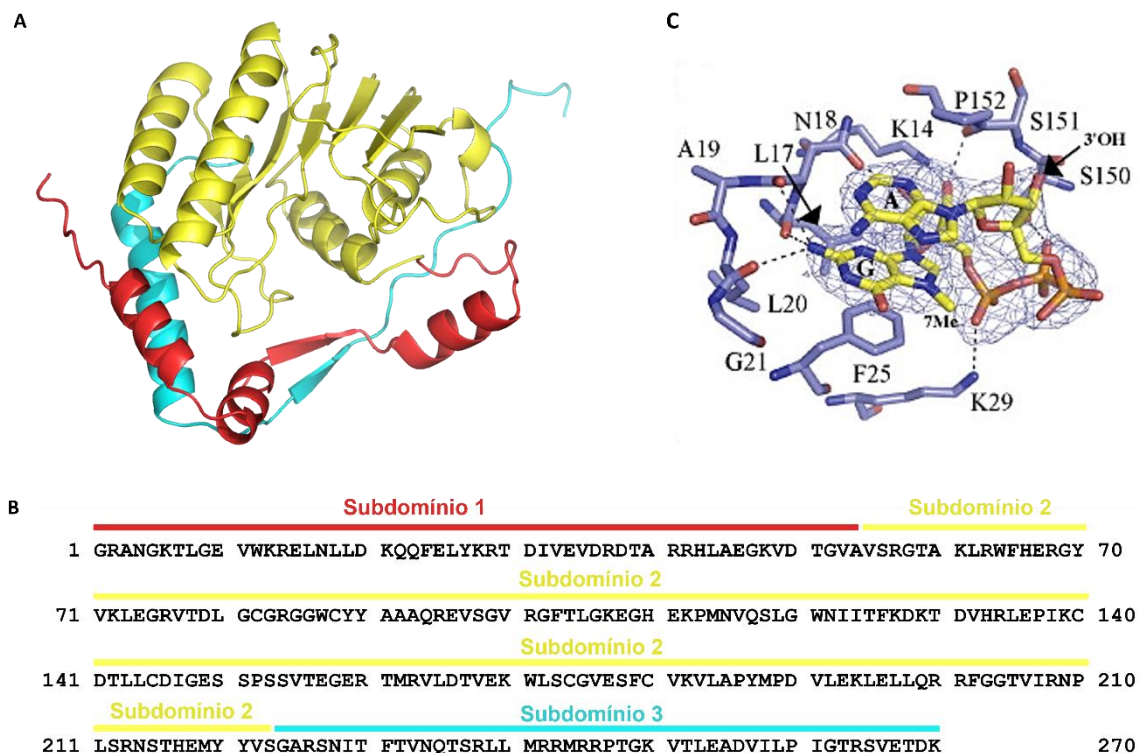 A
C
P152
S151
3'OH
S150
N18
K14
L17
A19
A
G
L20
7Me
G21
F25
K29
B
Subdomínio 1 Subdomínio 2
1 GRANGKTLGE VWKRELNLLD KQQFELYKRT DIVEVDRDTA RRHLAEGKVD TGVAVSRGTA KLRWFHERGY 70
Subdomínio 2
71 VKLEGRVTDL GCGRGGWCYY AAAQREVSGV RGFTLGKEGH EKPMNVQSLG WNIITFKDKT DVHRLEPIKC 140
Subdomínio 2
141 DTLLCDIGES SPSSVTEGER TMRVLDTVEK WLSCGVESFC VKVLAPYMPD VLEKLELLQR RFGGTVIRNP 210
Subdomínio 2 Subdomínio 3
211 LSRNSTHEMY YVSGARSNIT FTVNQTSRLL MRRMRRPTGK VTLEADVILP IGTRSVETDK 270